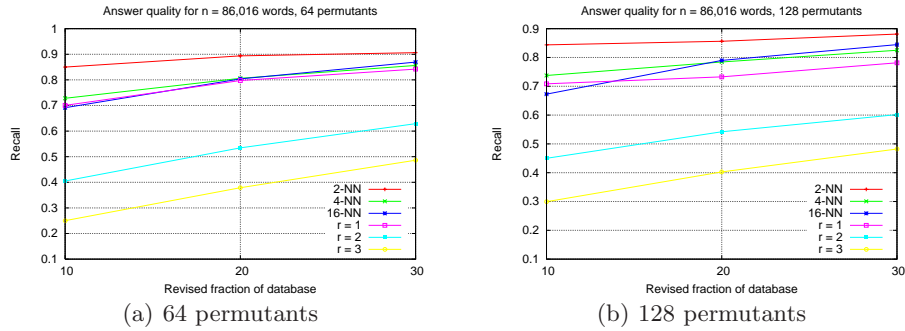 Answer quality for n = 86,016 words, 64 permutants
1
0.9
0.8
0.7
0.6
0.5
0.4
0.3
0.2
0.1
Recall
2-NN
4-NN
16-NN
r = 1
r = 2
r = 3
10 20 30
Revised fraction of database
(a) 64 permutants
Answer quality for n = 86,016 words, 128 permutants
0.9
0.8
0.7
0.6
0.5
0.4
0.3
0.2
0.1
Recall
2-NN
4-NN
16-NN
r = 1
r = 2
r = 3
10 20 30
Revised fraction of database
(b) 128 permutants